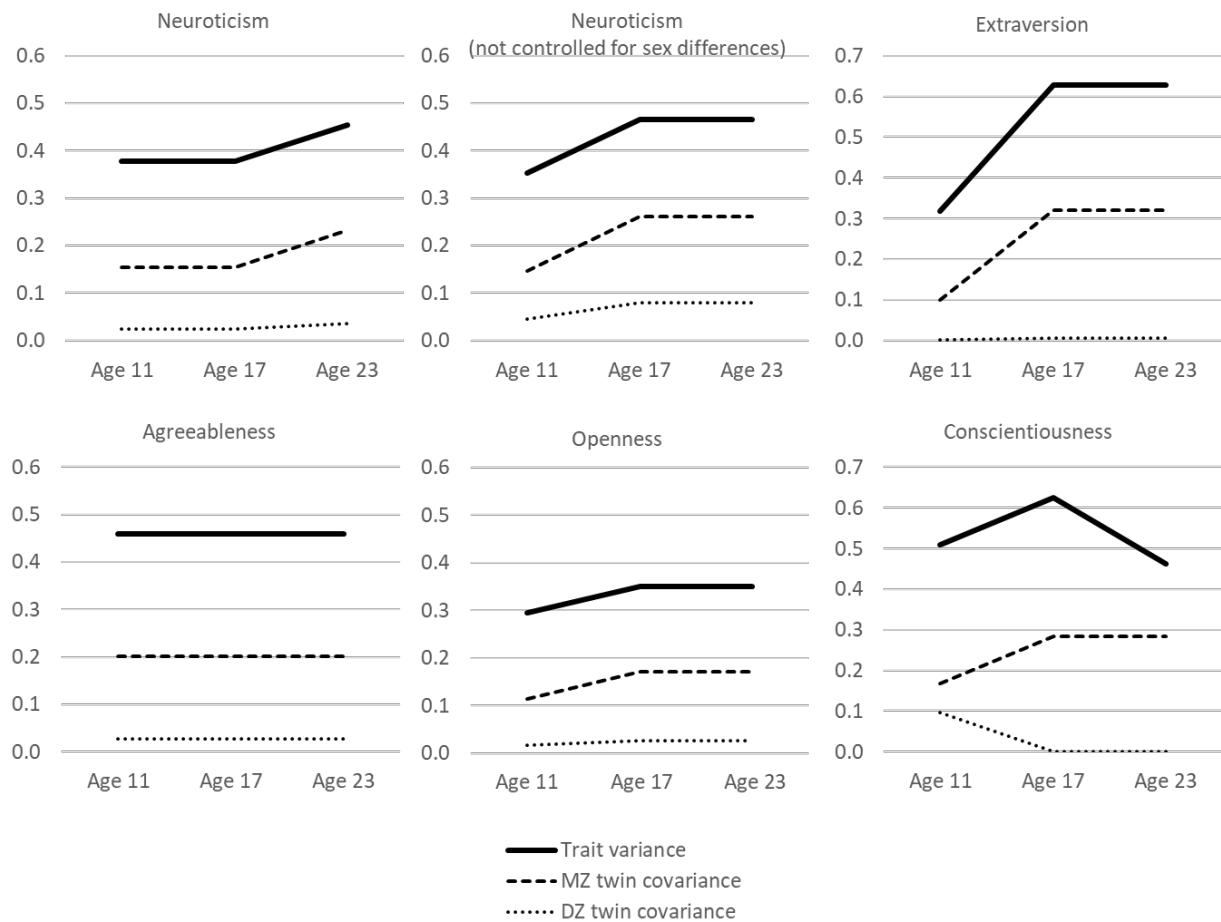 Neuroticism
0.6
0.5
0.4
0.3
0.2
0.1
0.0
Age 11 Age 17 Age 23
Neuroticism
(not controlled for sex differences)
0.6
0.5
0.4
0.3
0.2
0.1
0.0
Age 11 Age 17 Age 23
Extraversion
0.7
0.6
0.5
0.4
0.3
0.2
0.1
0.0
Age 11 Age 17 Age 23
Agreeableness
0.6
0.5
0.4
0.3
0.2
0.1
0.0
Age 11 Age 17 Age 23
Openness
0.6
0.5
0.4
0.3
0.2
0.1
0.0
Age 11 Age 17 Age 23
Conscientiousness
0.7
0.6
0.5
0.4
0.3
0.2
0.1
0.0
Age 11 Age 17 Age 23
Trait variance
MZ twin covariance
DZ twin covariance